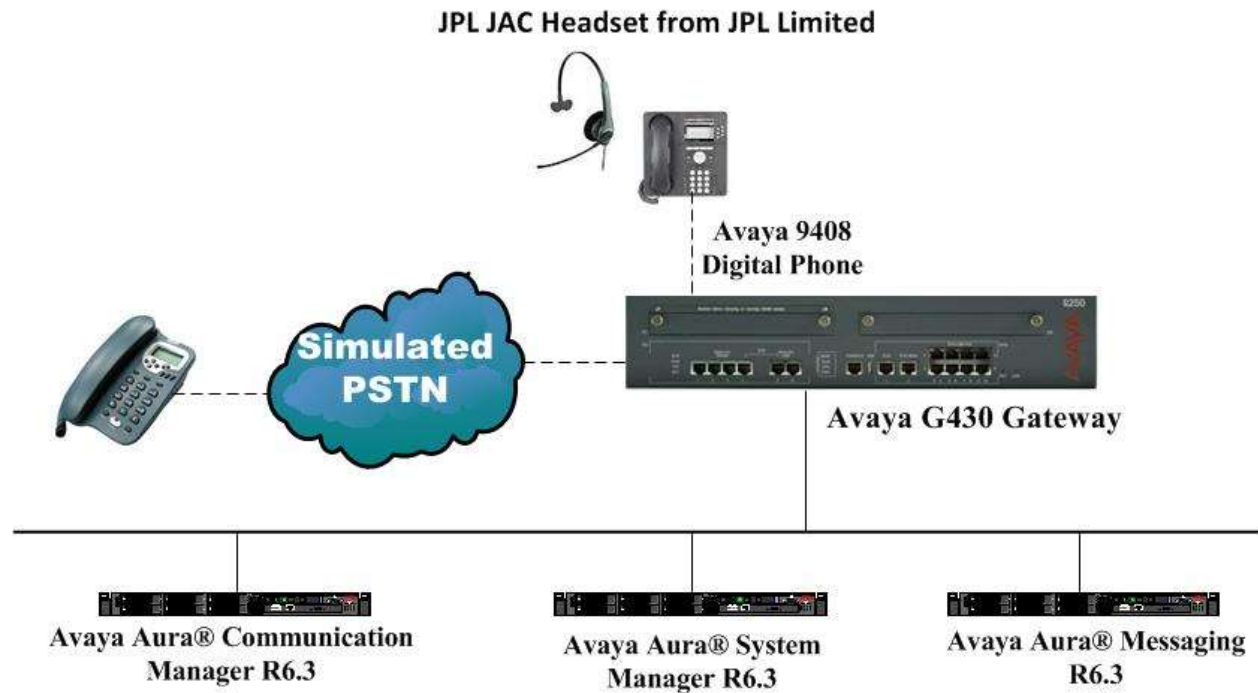 JPL JAC Headset from JPL Limited
Avaya 9408
Digital Phone
Simulated
PSTN
AVAYA
Avaya G430 Gateway
Avaya Aura® Communication
Manager R6.3
Avaya Aura® System
Manager R6.3
Avaya Aura® Messaging
R6.3